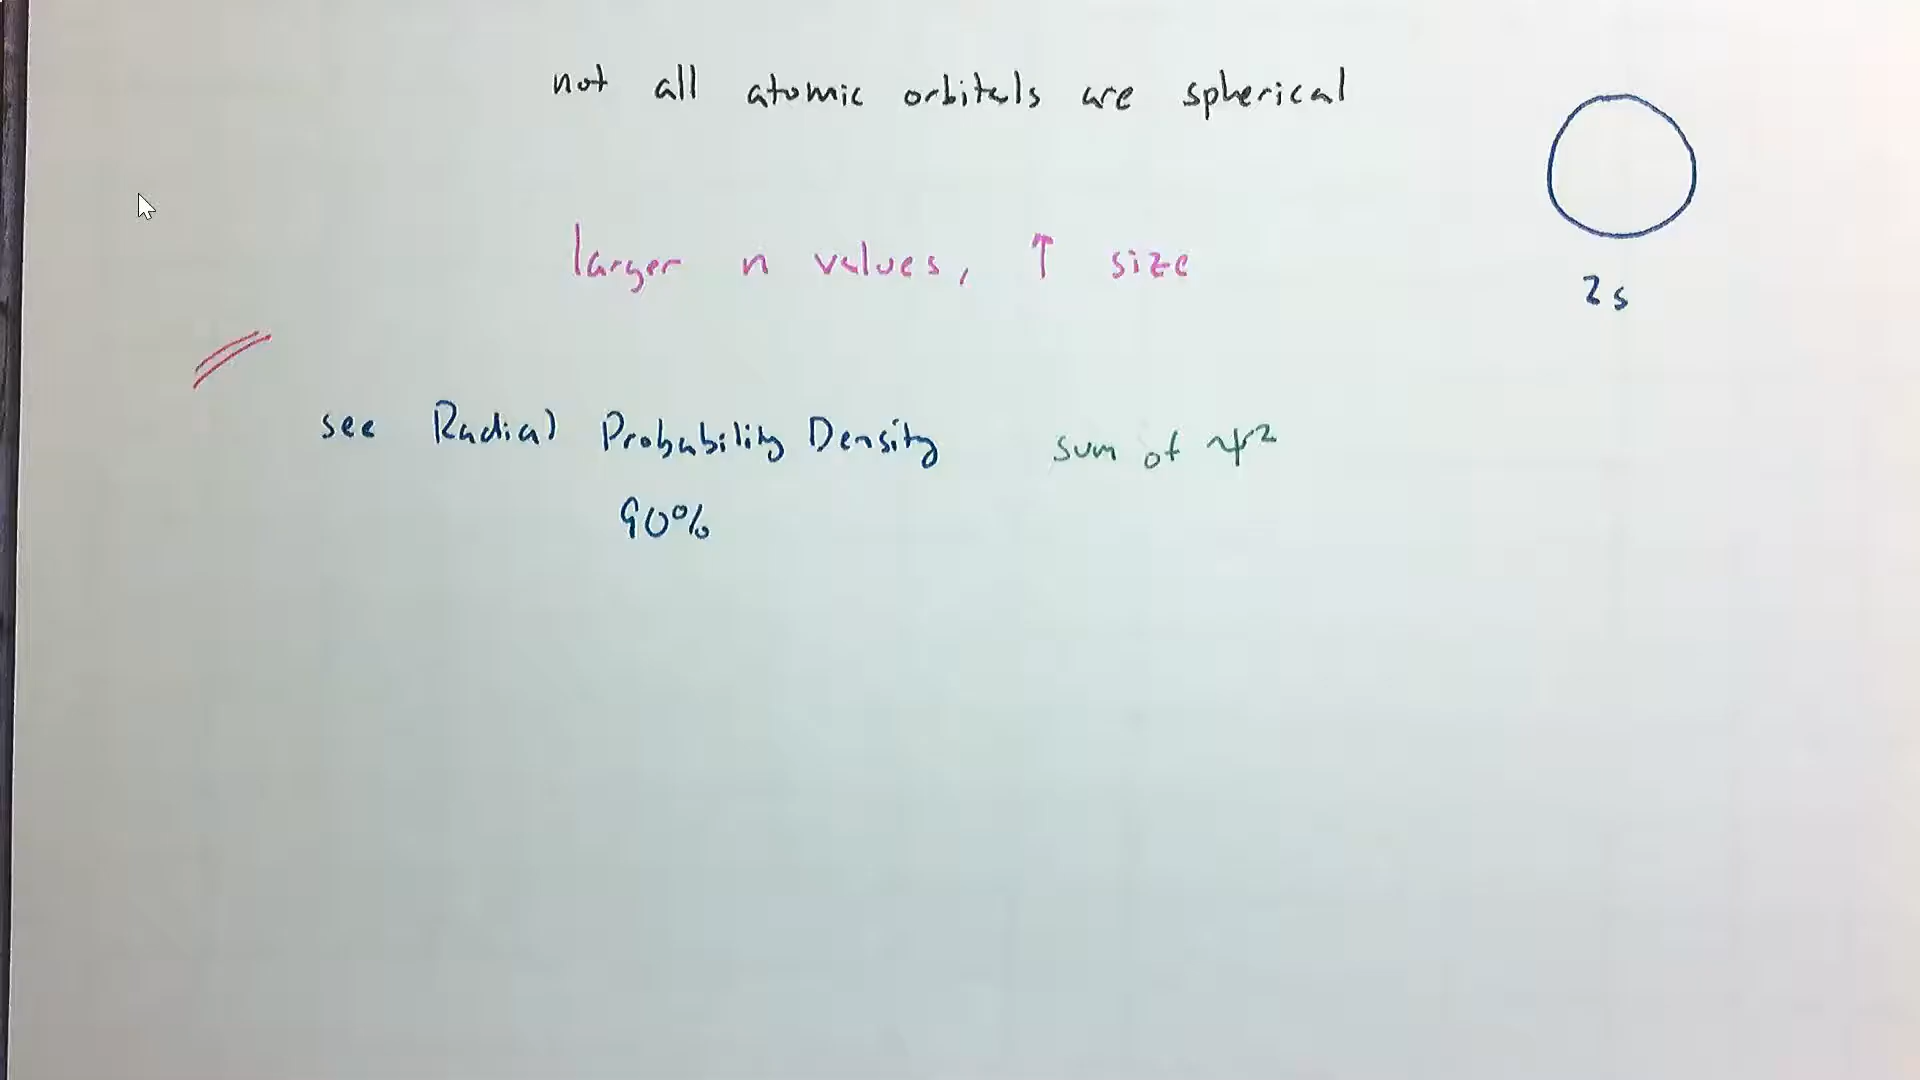 not all atomic orbitals are spherical
larger n values, ↑ size
2s
see Radial Probability Density sum of ψ²
90%